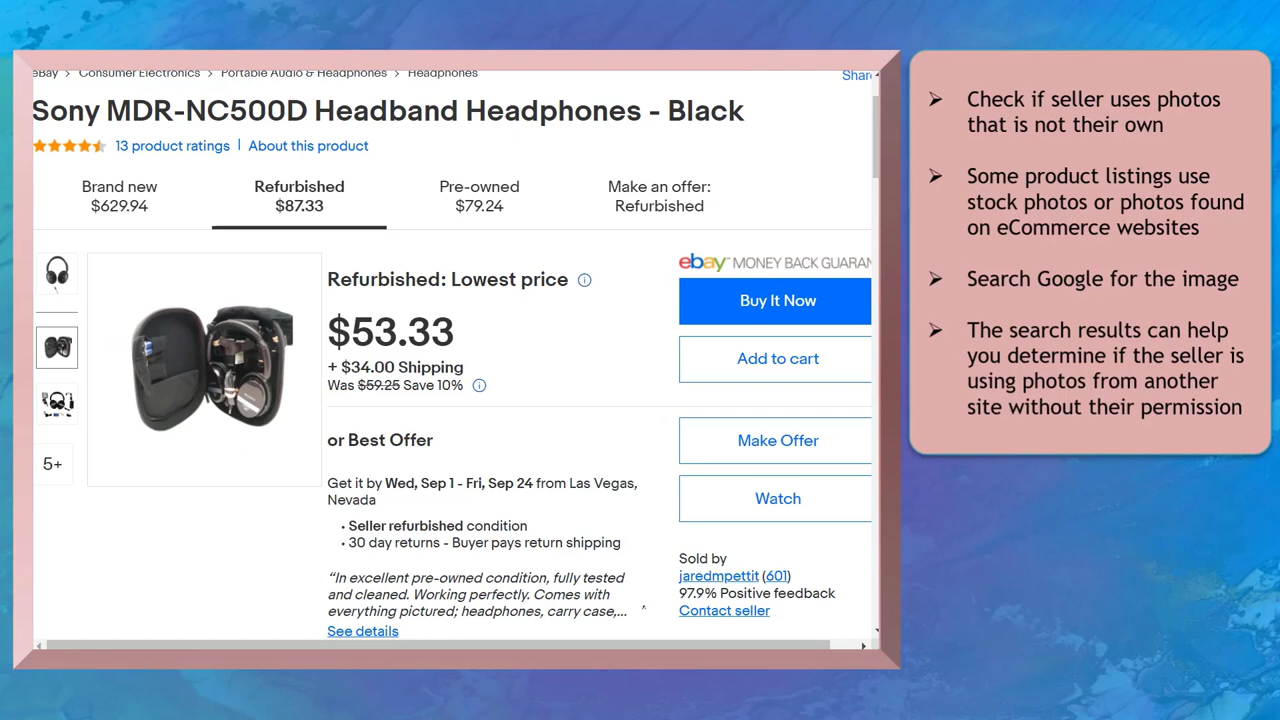 eBay > Consumer Electronics > Portable Audio & Headphones > Headphones
Share
Sony MDR-NC500D Headband Headphones - Black
13 product ratings | About this product
Brand new
$629.94
Refurbished
$87.33
Pre-owned
$79.24
Make an offer:
Refurbished
5+
Refurbished: Lowest price
$53.33
+ $34.00 Shipping
Was $59.25 Save 10%
or Best Offer
Get it by Wed, Sep 1 - Fri, Sep 24 from Las Vegas,
Nevada
• Seller refurbished condition
• 30 day returns - Buyer pays return shipping
“In excellent pre-owned condition, fully tested
and cleaned. Working perfectly. Comes with
everything pictured; headphones, carry case,...
See details
ebay MONEY BACK GUARAN
Buy It Now
Add to cart
Make Offer
Watch
Sold by
jaredmpettit (601)
97.9% Positive feedback
Contact seller
➢ Check if seller uses photos
that is not their own
➢ Some product listings use
stock photos or photos found
on eCommerce websites
➢ Search Google for the image
➢ The search results can help
you determine if the seller is
using photos from another
site without their permission